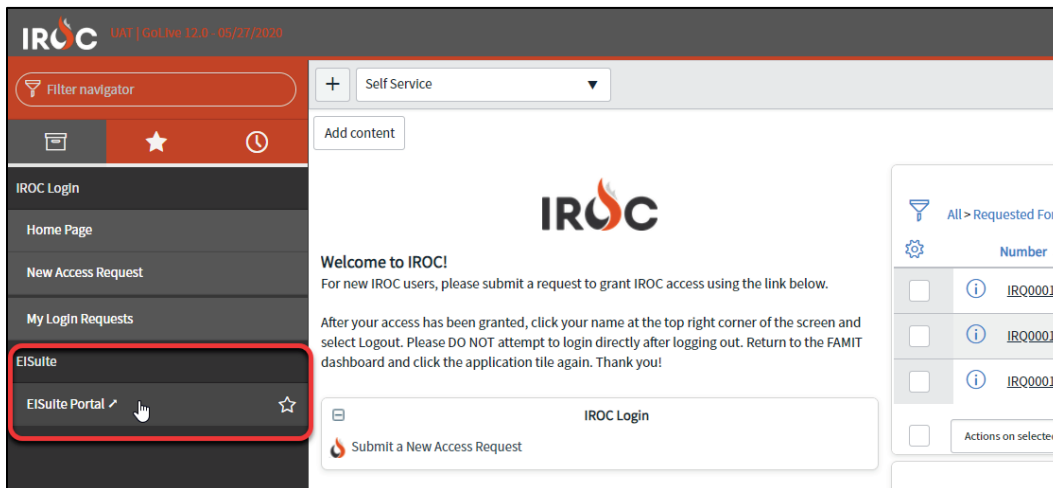 IROC UAT | GoLive 12.0 - 05/27/2020
Filter navigator
IROC Login
Home Page
New Access Request
My Login Requests
EISuite
EISuite Portal
Self Service
Add content
IROC
Welcome to IROC!
For new IROC users, please submit a request to grant IROC access using the link below.
After your access has been granted, click your name at the top right corner of the screen and
select Logout. Please DO NOT attempt to login directly after logging out. Return to the FAMIT
dashboard and click the application tile again. Thank you!
IROC Login
Submit a New Access Request
All > Requested For
Number
IRQ0001
IRQ0001
IRQ0001
Actions on selected